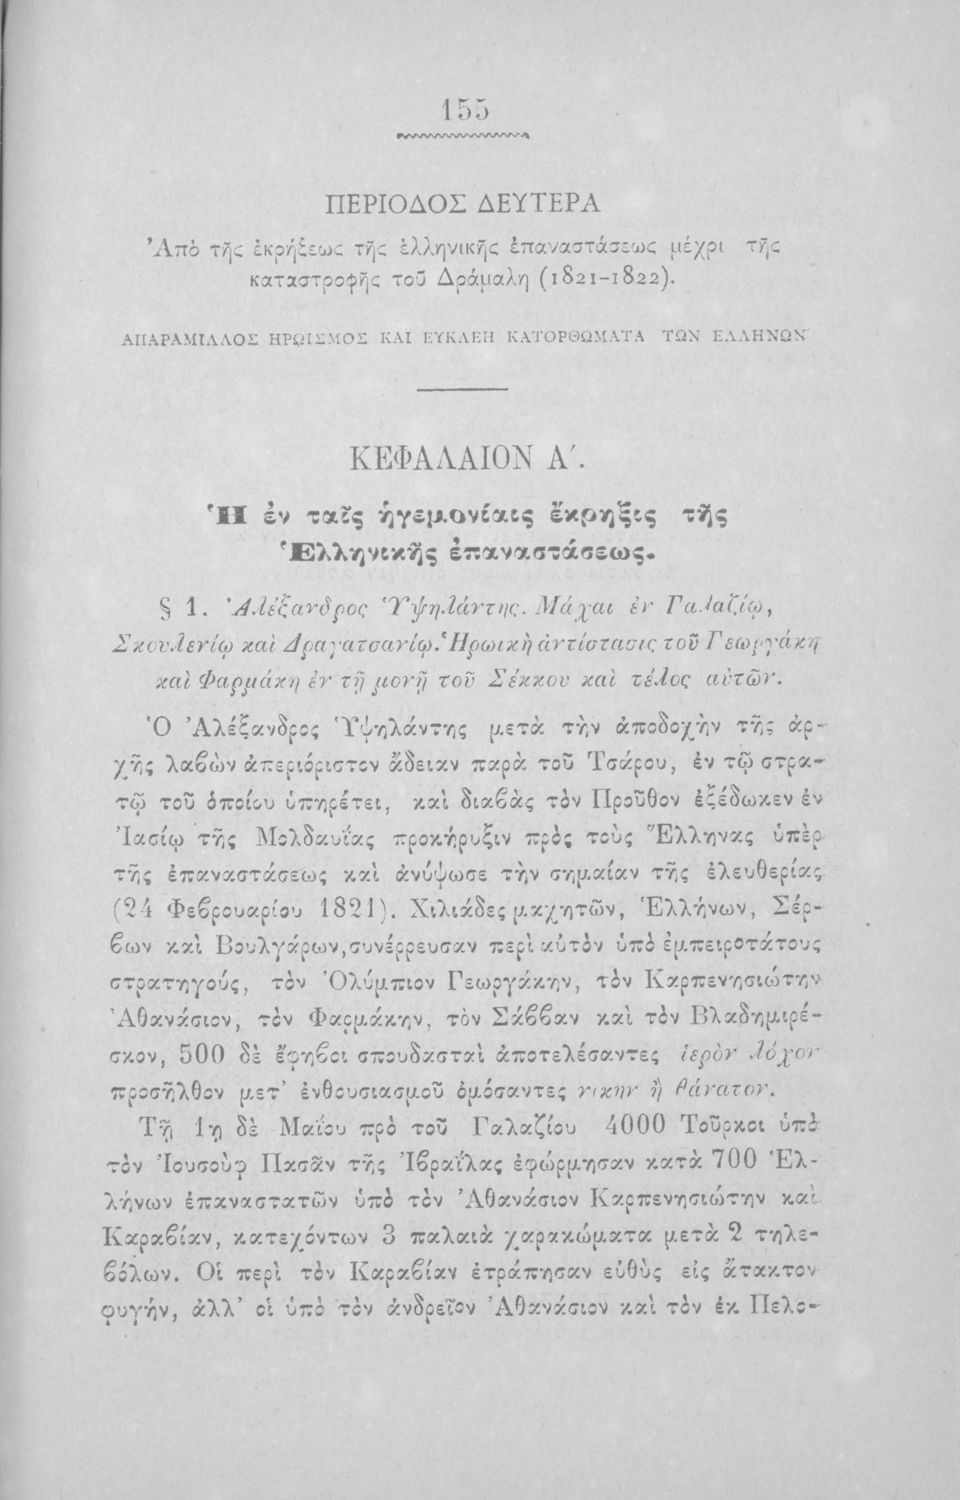 155
ΠΕΡΙΟΔΟΣ ΔΕΥΤΕΡΑ
Ἀπὸ τῆς ἐκρήξεως τῆς ἑλληνικῆς ἐπαναστάσεως μέχρι τῆς
καταστροφῆς τοῦ Δράμαλη (1821-1822).
ΑΠΑΡΑΜΙΛΛΟΣ ΗΡΩΙΣΜΟΣ ΚΑΙ ΕΥΚΛΕΗ ΚΑΤΟΡΘΩΜΑΤΑ ΤΩΝ ΕΛΛΗΝΩΝ
ΚΕΦΑΛΑΙΟΝ Α΄.
Ἡ ἐν ταῖς ἡγεμονίαις ἔκρηξις τῆς
Ἑλληνικῆς ἐπαναστάσεως.
§ 1. Ἀλέξανδρος Ὑψηλάντης. Μάχαι ἐν Γαλαζίῳ,
Σκουλενίῳ καὶ Δραγατσανίῳ. Ἡρωικὴ ἀντίστασις τοῦ Γεωργάκη
καὶ Φαρμάκη ἐν τῇ μονῇ τοῦ Σέκκου καὶ τέλος αὐτῶν.
Ὁ Ἀλέξανδρος Ὑψηλάντης μετὰ τὴν ἀποδοχὴν τῆς ἀρ-
χῆς λαβὼν ἀπεριόριστον ἄδειαν παρὰ τοῦ Τσάρου, ἐν τῷ στρα-
τῷ τοῦ ὁποίου ὑπηρέτει, καὶ διαβὰς τὸν Προῦθον ἐξέδωκεν ἐν
Ἰασίῳ τῆς Μολδαυΐας προκήρυξιν πρὸς τοὺς Ἕλληνας ὑπὲρ
τῆς ἐπαναστάσεως καὶ ἀνύψωσε τὴν σημαίαν τῆς ἐλευθερίας
(24 Φεβρουαρίου 1821). Χιλιάδες μαχητῶν, Ἑλλήνων, Σέρ-
βων καὶ Βουλγάρων, συνέρρευσαν περὶ αὐτὸν ὑπὸ ἐμπειροτάτους
στρατηγούς, τὸν Ὀλύμπιον Γεωργάκην, τὸν Καρπενησιώτην
Ἀθανάσιον, τὸν Φαρμάκην, τὸν Σάββαν καὶ τὸν Βλαδημιρέ-
σκον, 500 δὲ ἔφηβοι σπουδασταὶ ἀποτελέσαντες ἱερὸν λόχον
προσῆλθον μετ' ἐνθουσιασμοῦ ὀμόσαντες νίκην ἢ θάνατον.
Τῇ 1ῃ δὲ Μαΐου πρὸ τοῦ Γαλαζίου 4000 Τοῦρκοι ὑπὸ
τὸν Ἰουσοὺφ Πασᾶν τῆς Ἰβραΐλας ἐφώρμησαν κατὰ 700 Ἑλ-
λήνων ἐπαναστατῶν ὑπὸ τὸν Ἀθανάσιον Καρπενησιώτην καὶ
Καραβίαν, κατεχόντων 3 παλαιὰ χαρακώματα μετὰ 2 τηλε-
βόλων. Οἱ περὶ τὸν Καραβίαν ἐτράπησαν εὐθὺς εἰς ἄτακτον
φυγήν, ἀλλ' οἱ ὑπὸ τὸν ἀνδρεῖον Ἀθανάσιον καὶ τὸν ἐκ Πελο-